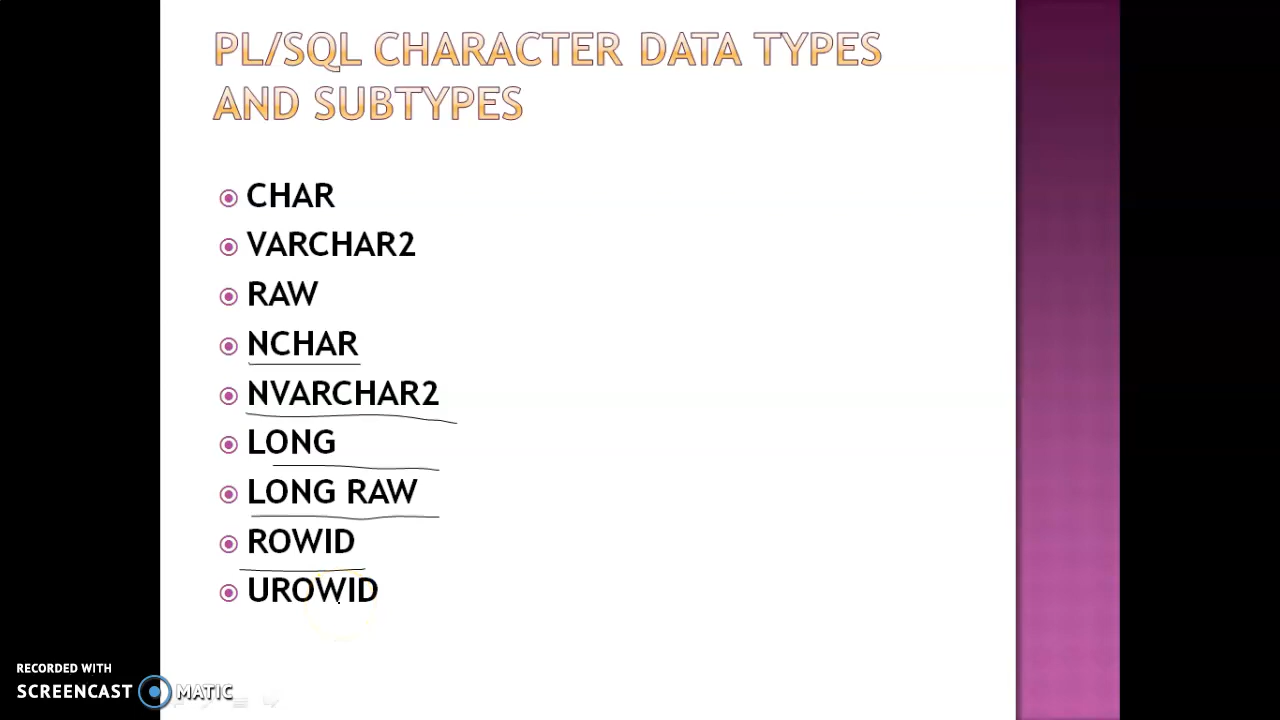 PL/SQL CHARACTER DATA TYPES
AND SUBTYPES
CHAR
VARCHAR2
RAW
NCHAR
NVARCHAR2
LONG
LONG RAW
ROWID
UROWID
RECORDED WITH
SCREENCAST MATIC